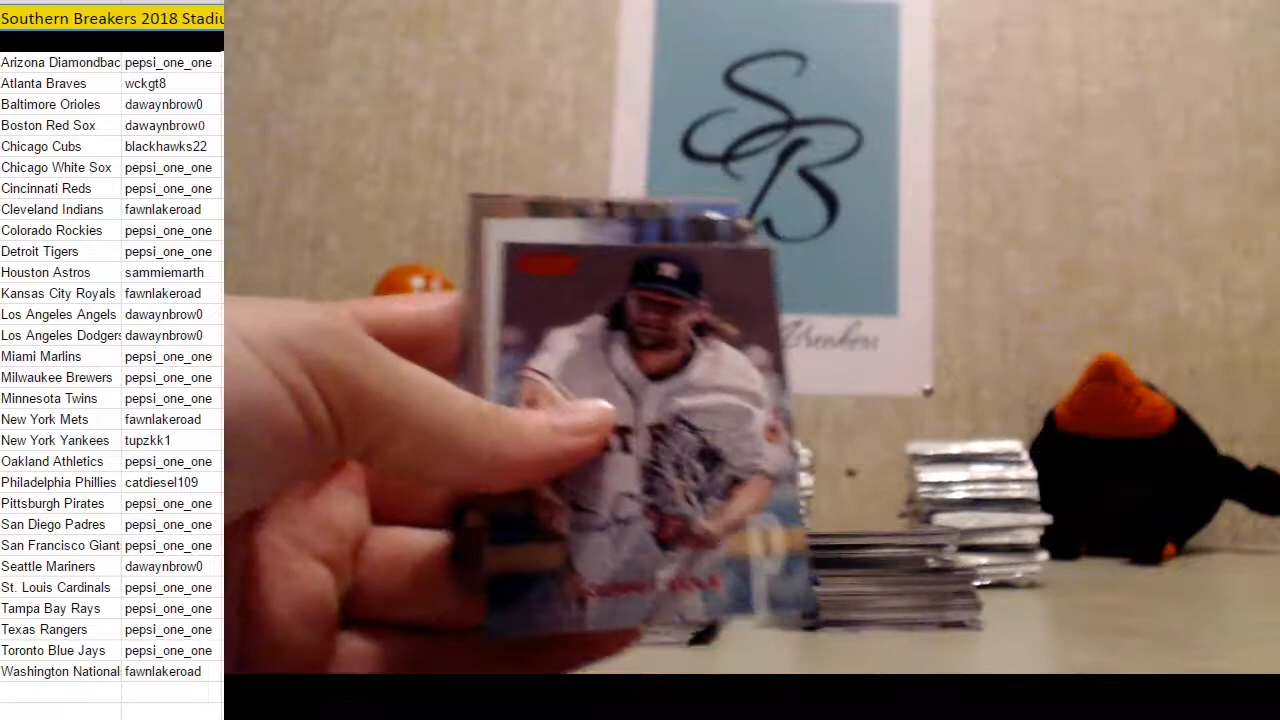 Southern Breakers 2018 Stadiu
Arizona Diamondbac pepsi_one_one
Atlanta Braves wckgt8
Baltimore Orioles dawaynbrow0
Boston Red Sox dawaynbrow0
Chicago Cubs blackhawks22
Chicago White Sox pepsi_one_one
Cincinnati Reds pepsi_one_one
Cleveland Indians fawnlakeroad
Colorado Rockies pepsi_one_one
Detroit Tigers pepsi_one_one
Houston Astros sammiemarth
Kansas City Royals fawnlakeroad
Los Angeles Angels dawaynbrow0
Los Angeles Dodgers dawaynbrow0
Miami Marlins pepsi_one_one
Milwaukee Brewers pepsi_one_one
Minnesota Twins pepsi_one_one
New York Mets fawnlakeroad
New York Yankees tupzkk1
Oakland Athletics pepsi_one_one
Philadelphia Phillies catdiesel109
Pittsburgh Pirates pepsi_one_one
San Diego Padres pepsi_one_one
San Francisco Giant pepsi_one_one
Seattle Mariners dawaynbrow0
St. Louis Cardinals pepsi_one_one
Tampa Bay Rays pepsi_one_one
Texas Rangers pepsi_one_one
Toronto Blue Jays pepsi_one_one
Washington National fawnlakeroad
SB